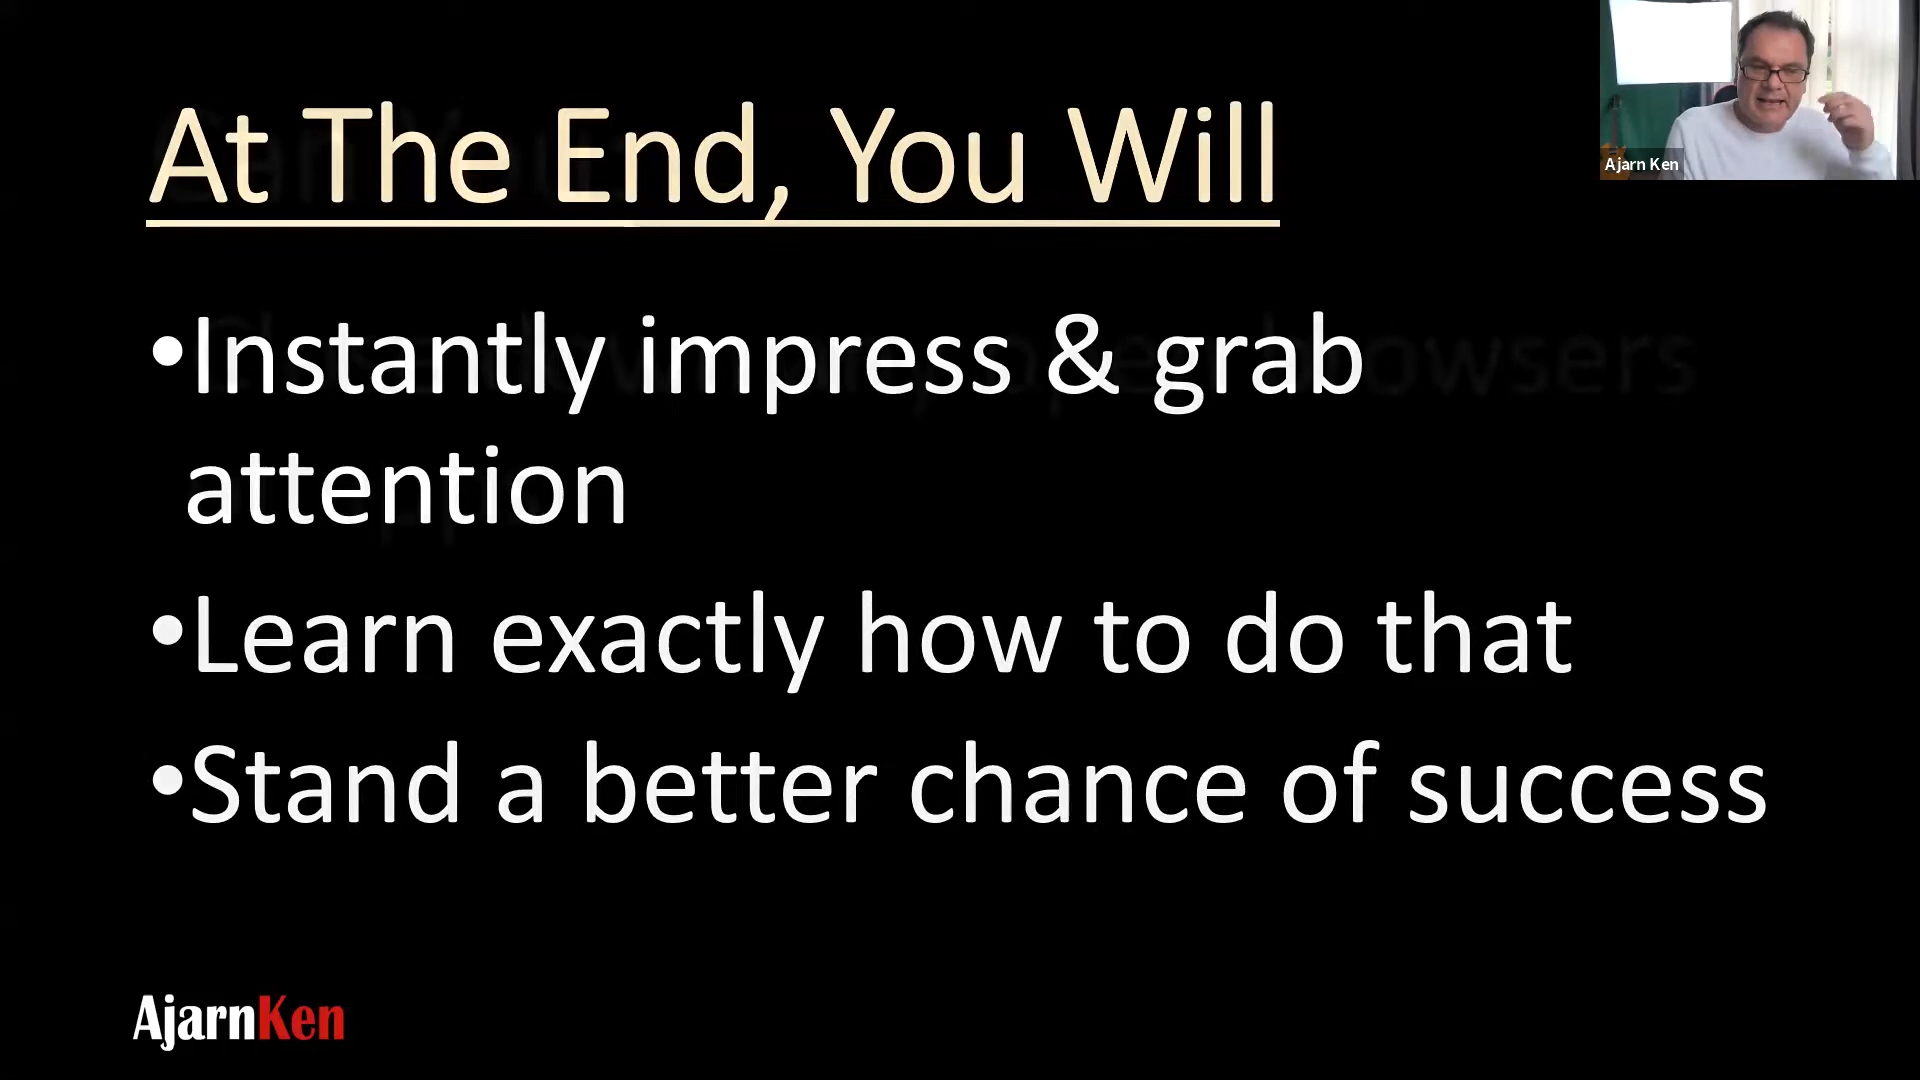 At The End, You Will
•Instantly impress & grab
attention
•Learn exactly how to do that
•Stand a better chance of success
Ajarn Ken
AjarnKen